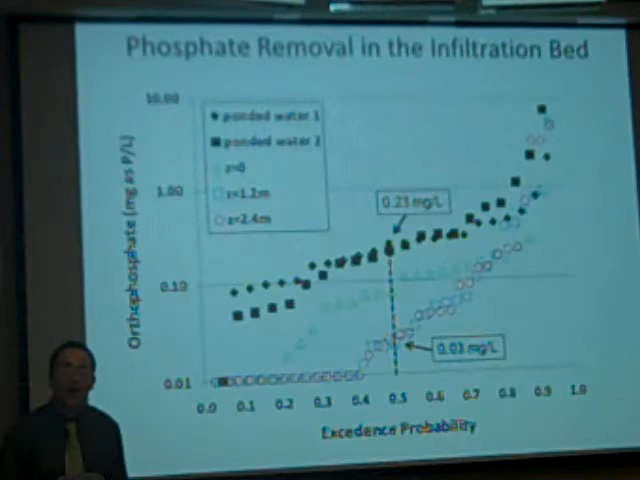 Phosphate Removal in the Infiltration Bed
Orthophosphate (mg as P/L)
10.00
1.00
0.10
0.01
ponded water 1
ponded water 2
z=0
z=1.2m
z=2.4m
0.23 mg/L
0.03 mg/L
0.0 0.1 0.2 0.3 0.4 0.5 0.6 0.7 0.8 0.9 1.0
Excedence Probability